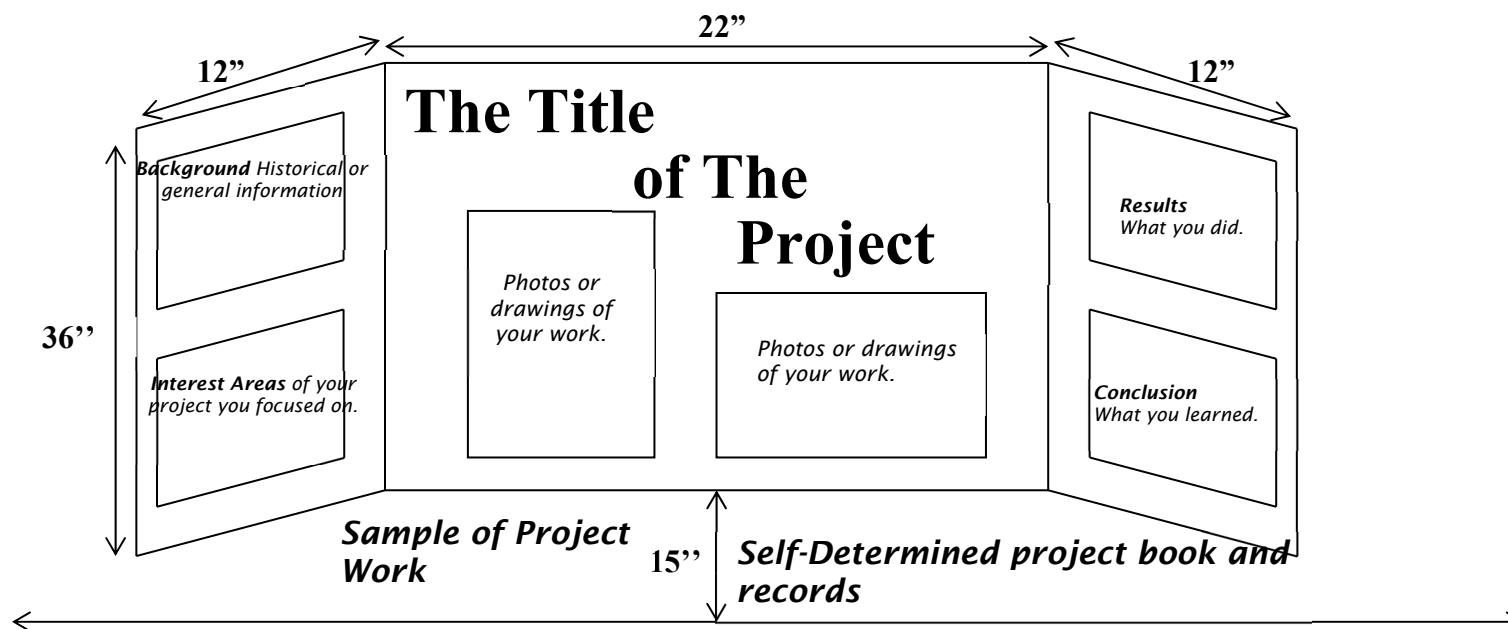 22”
12”
12”
The Title
of The
Project
Background Historical or
general information
Results
What you did.
Photos or
drawings of
your work.
36’’
Photos or drawings
of your work.
Interest Areas of your
project you focused on.
Conclusion
What you learned.
Sample of Project
Work
15’’
Self-Determined project book and
records